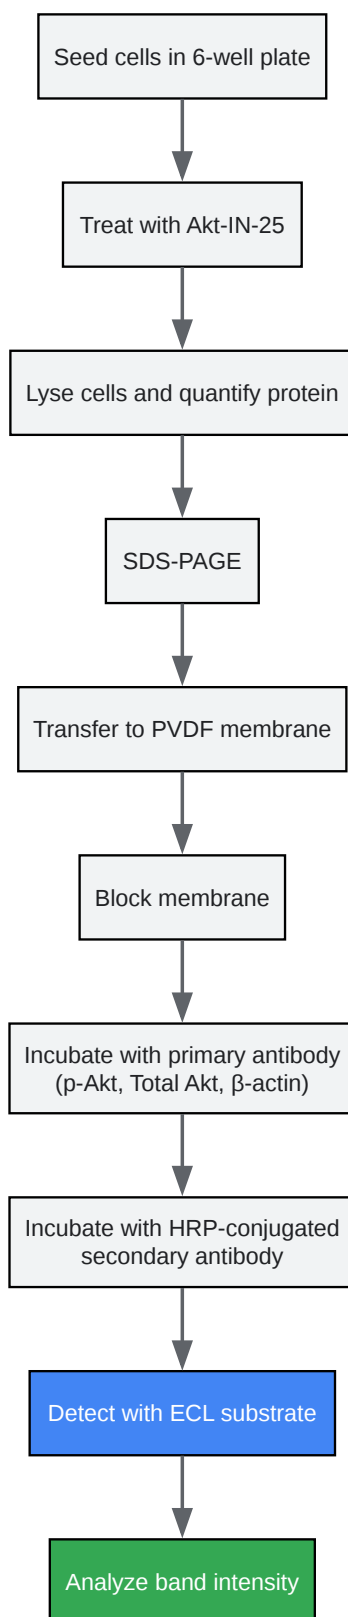 Seed cells in 6-well plate
Treat with Akt-IN-25
Lyse cells and quantify protein
SDS-PAGE
Transfer to PVDF membrane
Block membrane
Incubate with primary antibody
(p-Akt, Total Akt, β-actin)
Incubate with HRP-conjugated
secondary antibody
Detect with ECL substrate
Analyze band intensity